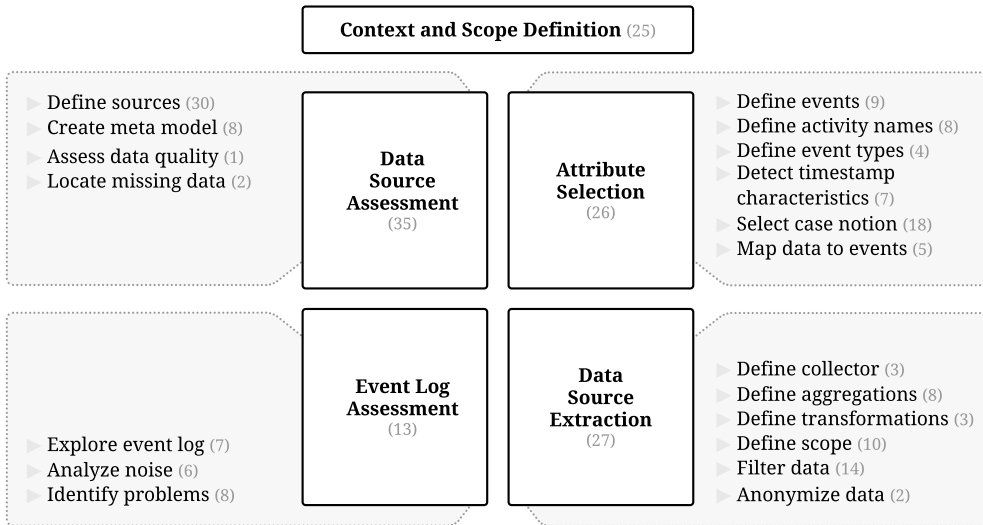 Context and Scope Definition (25)
Define sources (30)
Create meta model (8)
Assess data quality (1)
Locate missing data (2)
Data
Source
Assessment
(35)
Attribute
Selection
(26)
Define events (9)
Define activity names (8)
Define event types (4)
Detect timestamp
characteristics (7)
Select case notion (18)
Map data to events (5)
Explore event log (7)
Analyze noise (6)
Identify problems (8)
Event Log
Assessment
(13)
Data
Source
Extraction
(27)
Define collector (3)
Define aggregations (8)
Define transformations (3)
Define scope (10)
Filter data (14)
Anonymize data (2)